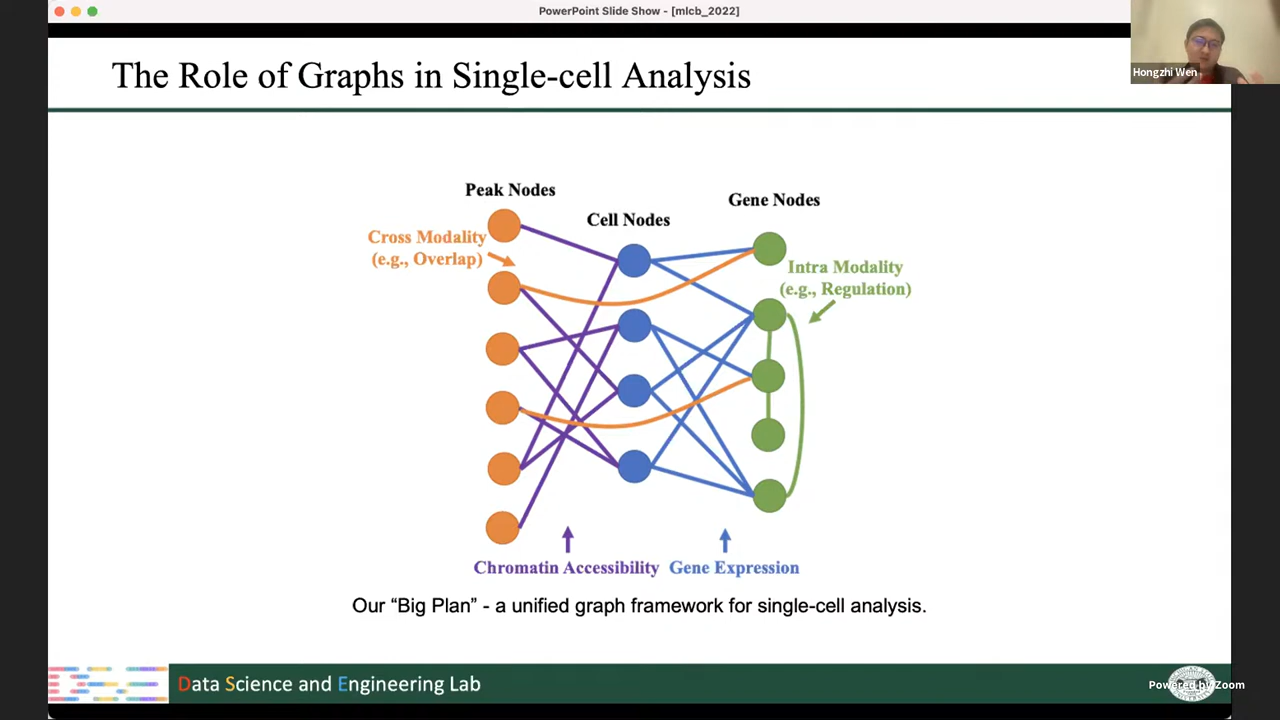 PowerPoint Slide Show - [mlcb_2022]
Hongzhi Wen
The Role of Graphs in Single-cell Analysis
Peak Nodes
Cell Nodes
Gene Nodes
Cross Modality
(e.g., Overlap)
Intra Modality
(e.g., Regulation)
Chromatin Accessibility
Gene Expression
Our “Big Plan” - a unified graph framework for single-cell analysis.
Data Science and Engineering Lab
Powered by Zoom